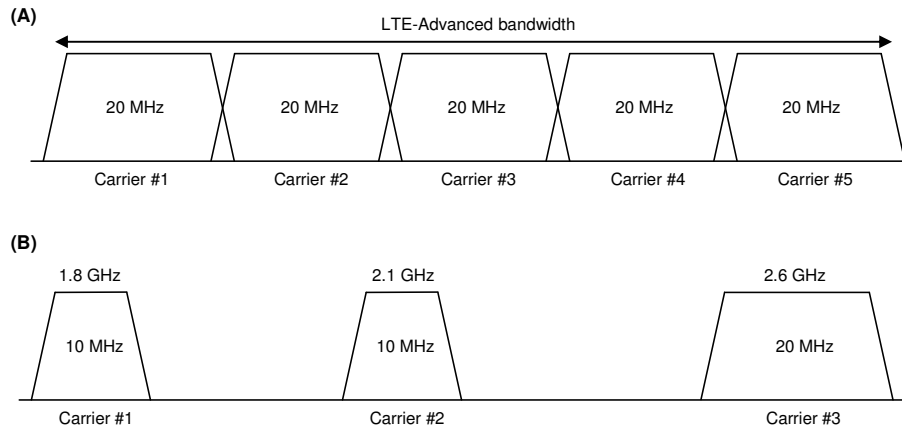 (A)
LTE-Advanced bandwidth
20 MHz 20 MHz 20 MHz 20 MHz 20 MHz
Carrier #1 Carrier #2 Carrier #3 Carrier #4 Carrier #5
(B)
1.8 GHz 2.1 GHz 2.6 GHz
10 MHz 10 MHz 20 MHz
Carrier #1 Carrier #2 Carrier #3